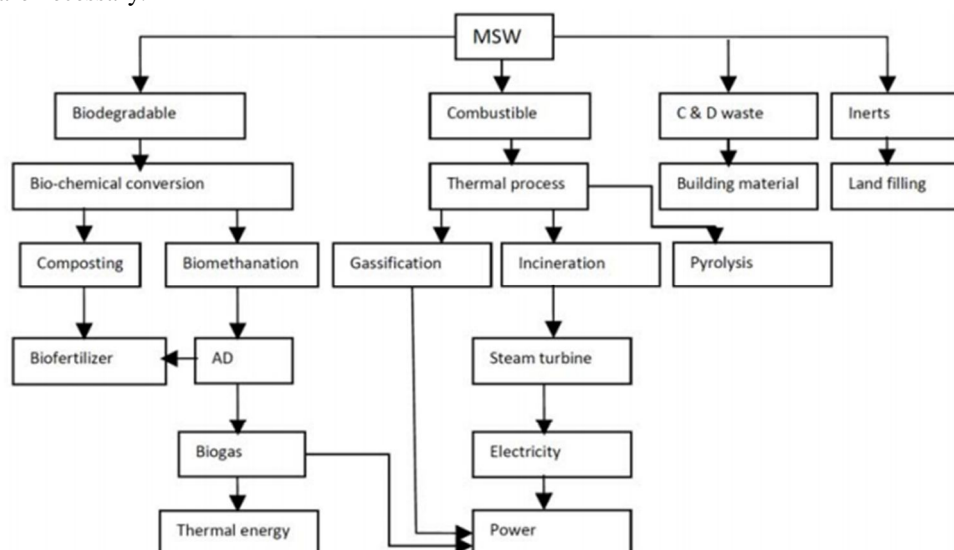 MSW
Biodegradable
Combustible
C & D waste
Inerts
Bio-chemical conversion
Thermal process
Building material
Land filling
Composting
Biomethanation
Gassification
Incineration
Pyrolysis
Biofertilizer
AD
Steam turbine
Biogas
Electricity
Thermal energy
Power